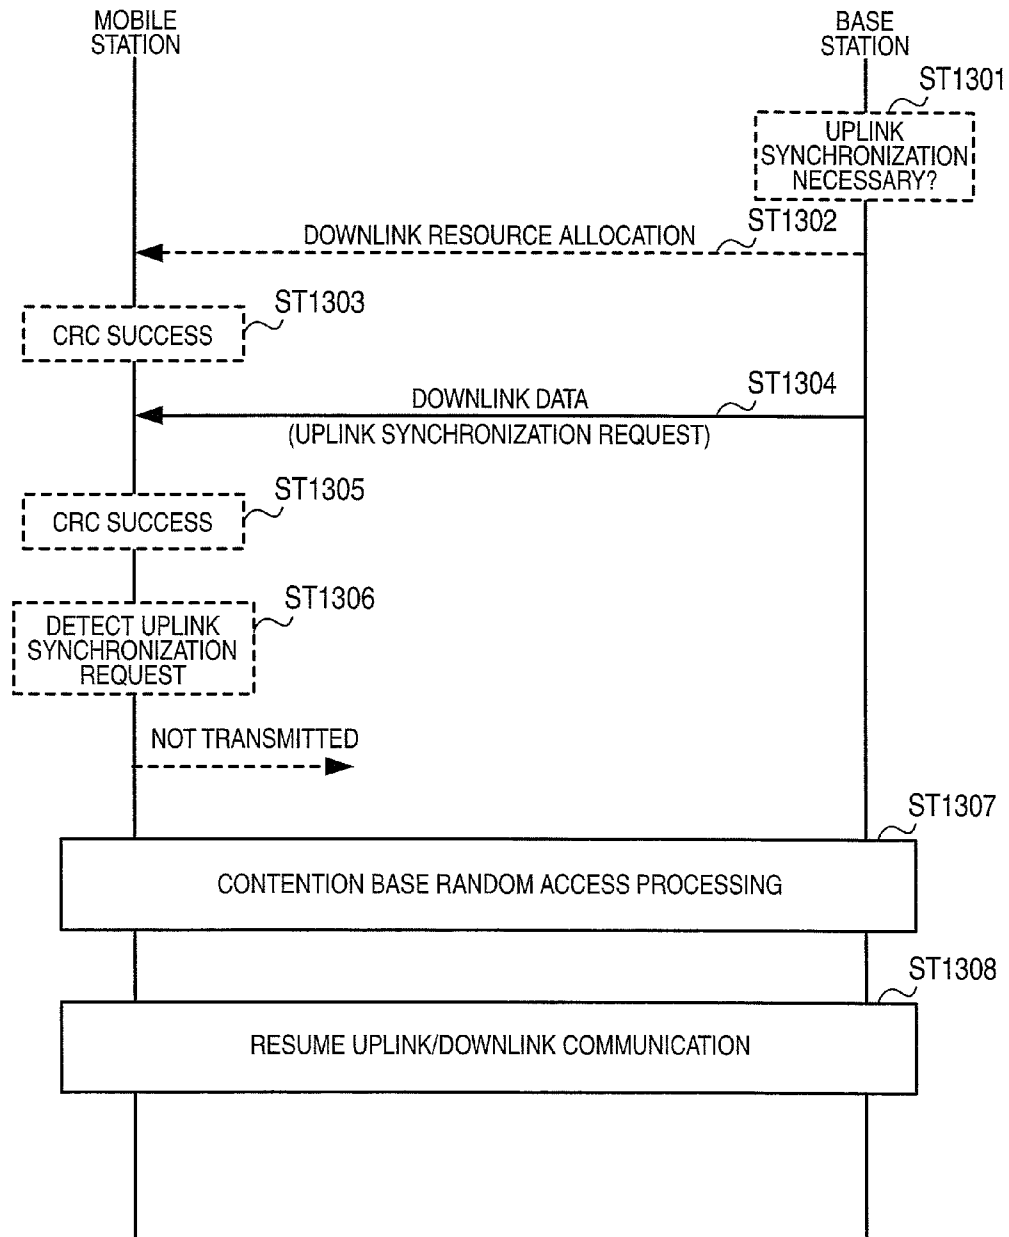 MOBILE
STATION
BASE
STATION
ST1301
UPLINK
SYNCHRONIZATION
NECESSARY?
ST1302
DOWNLINK RESOURCE ALLOCATION
ST1303
CRC SUCCESS
ST1304
DOWNLINK DATA
(UPLINK SYNCHRONIZATION REQUEST)
ST1305
CRC SUCCESS
ST1306
DETECT UPLINK
SYNCHRONIZATION
REQUEST
NOT TRANSMITTED
ST1307
CONTENTION BASE RANDOM ACCESS PROCESSING
ST1308
RESUME UPLINK/DOWNLINK COMMUNICATION